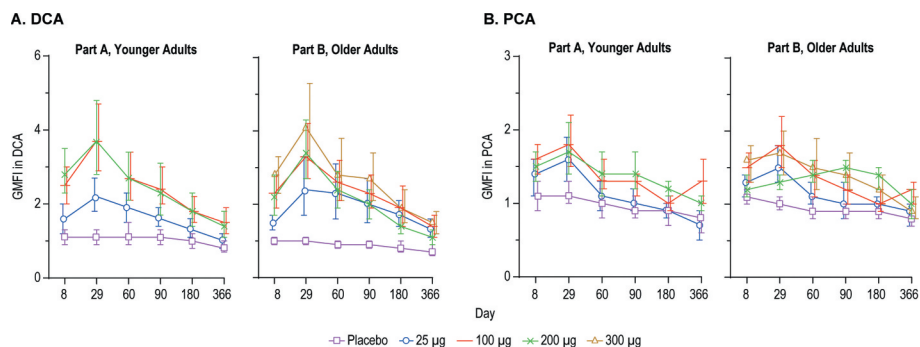 A. DCA
Part A, Younger Adults
Part B, Older Adults
GMFI in DCA
6
4
2
0
8 29 60 90 180 366
8 29 60 90 180 366
B. PCA
Part A, Younger Adults
Part B, Older Adults
GMFI in PCA
3
2
1
0
8 29 60 90 180 366
8 29 60 90 180 366
Day
Placebo 25 µg 100 µg 200 µg 300 µg